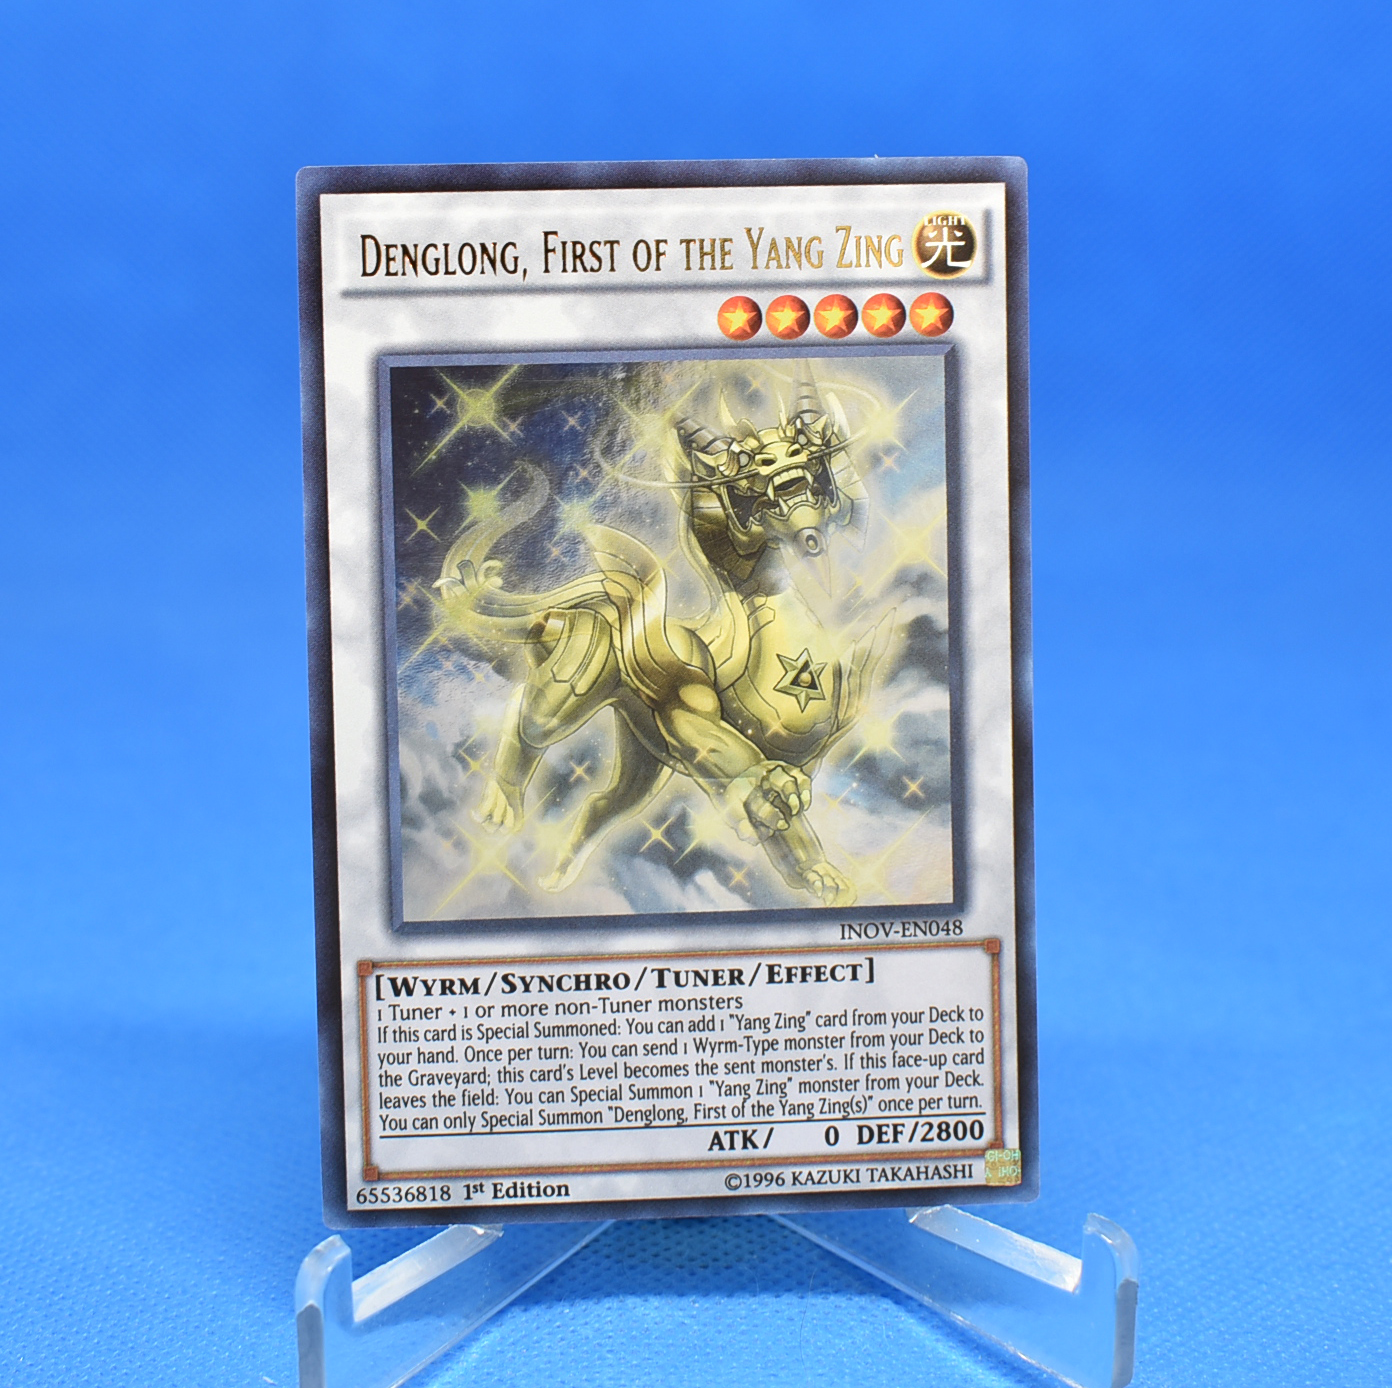 DENGLONG, FIRST OF THE YANG ZING
LIGHT
光
INOV-EN048
[WYRM/SYNCHRO/TUNER/EFFECT]
1 Tuner + 1 or more non-Tuner monsters
If this card is Special Summoned: You can add 1 "Yang Zing" card from your Deck to
your hand. Once per turn: You can send 1 Wyrm-Type monster from your Deck to
the Graveyard; this card's Level becomes the sent monster's. If this face-up card
leaves the field: You can Special Summon 1 "Yang Zing" monster from your Deck.
You can only Special Summon "Denglong, First of the Yang Zing(s)" once per turn.
ATK/ 0 DEF/2800
65536818 1st Edition ©1996 KAZUKI TAKAHASHI